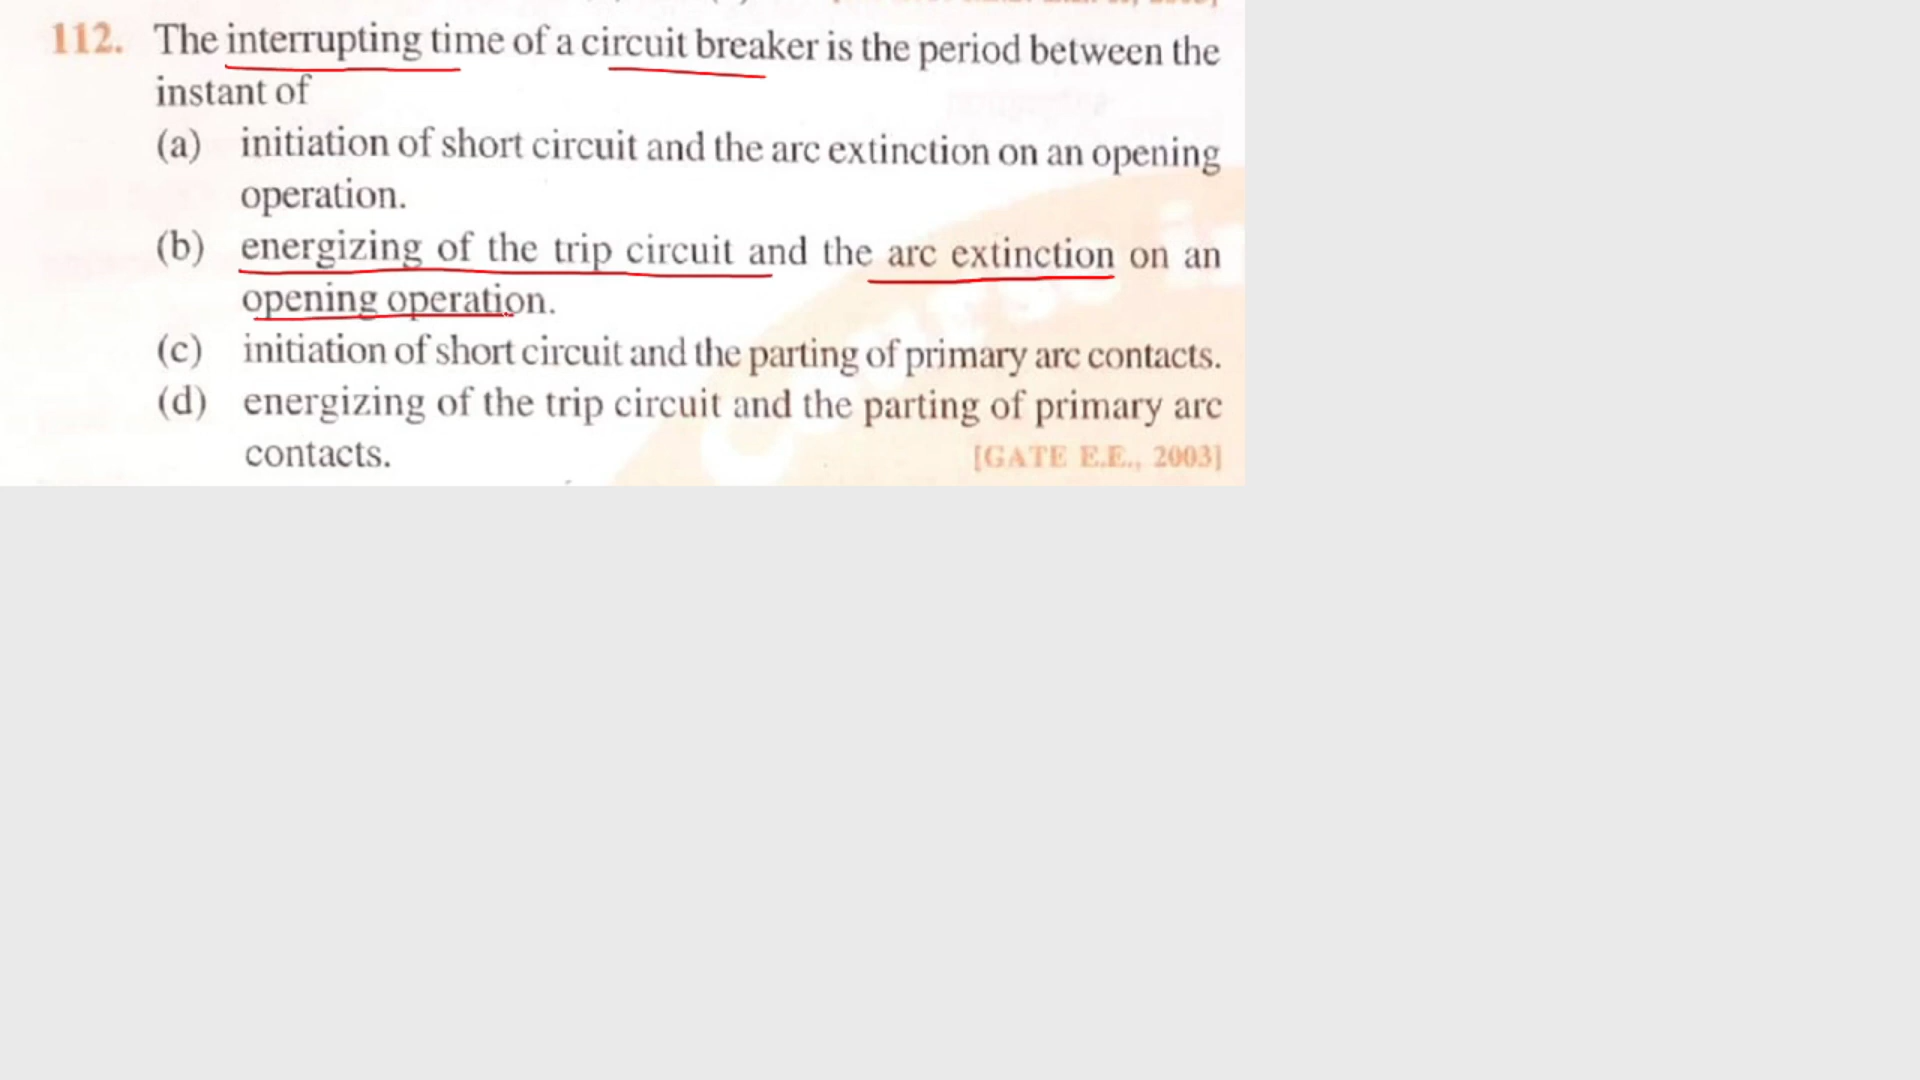 112. The interrupting time of a circuit breaker is the period between the
instant of
(a) initiation of short circuit and the arc extinction on an opening
operation.
(b) energizing of the trip circuit and the arc extinction on an
opening operation.
(c) initiation of short circuit and the parting of primary arc contacts.
(d) energizing of the trip circuit and the parting of primary arc
contacts. [GATE E.E., 2003]